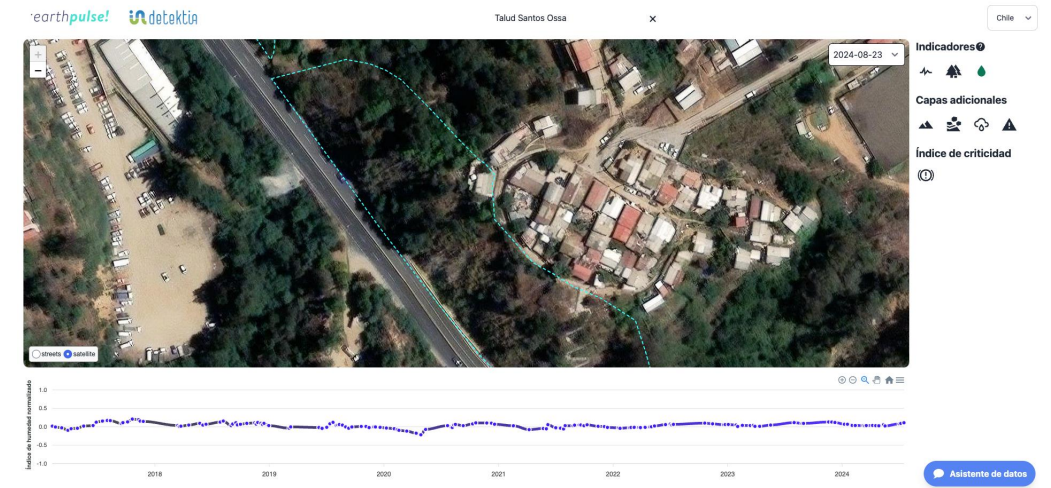 earthpulse!
detektia
Talud Santos Ossa
×
Chile
+
−
2024-08-23
streets
satellite
Indicadores
Capas adicionales
Índice de criticidad
Índice de humedad normalizado
1.0
0.5
0.0
-0.5
-1.0
2018
2019
2020
2021
2022
2023
2024
Asistente de datos